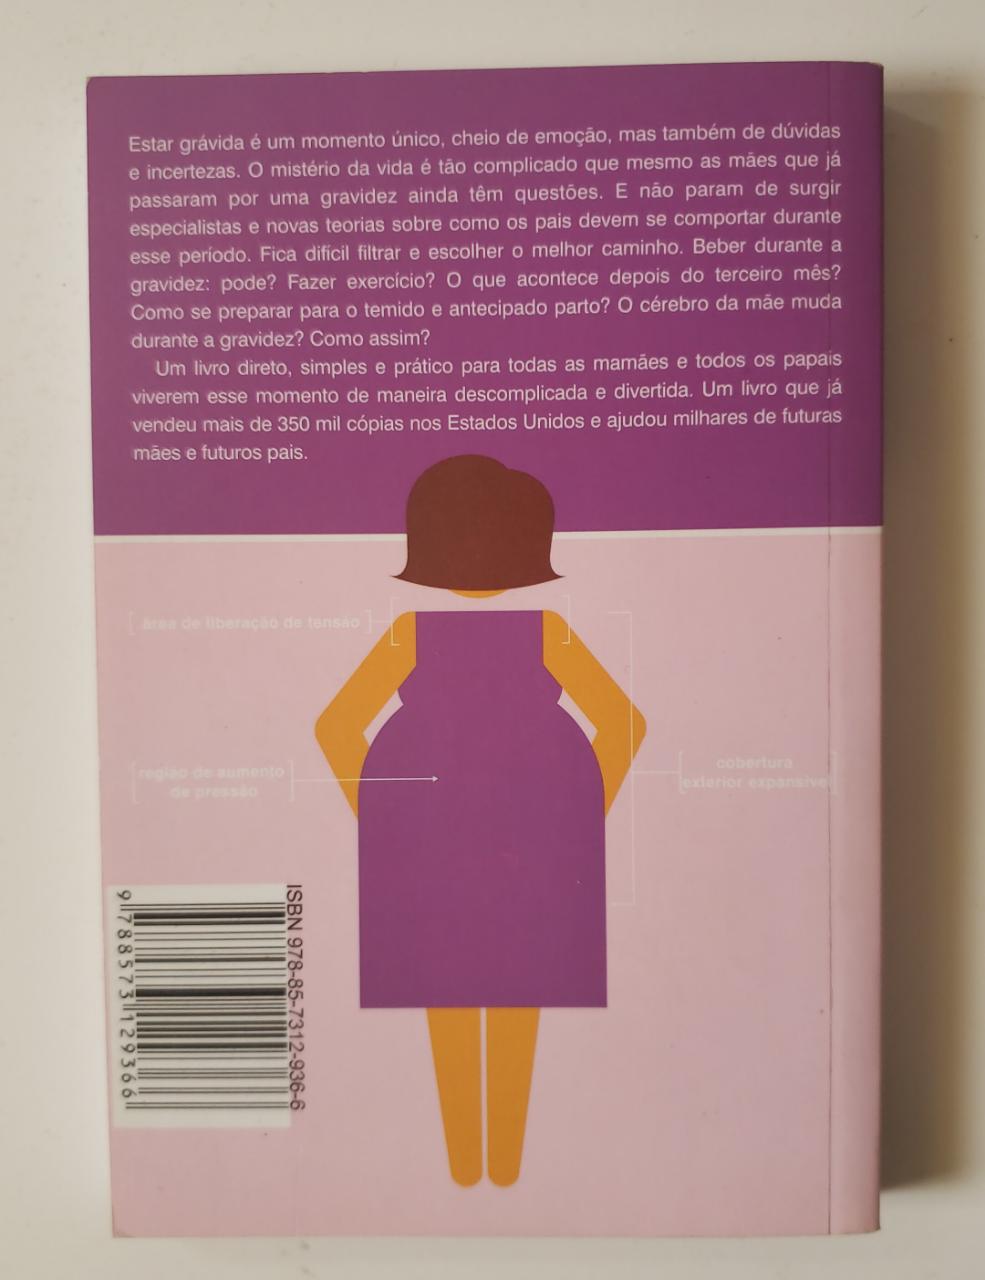 Estar grávida é um momento único, cheio de emoção, mas também de dúvidas
e incertezas. O mistério da vida é tão complicado que mesmo as mães que já
passaram por uma gravidez ainda têm questões. E não param de surgir
especialistas e novas teorias sobre como os pais devem se comportar durante
esse período. Fica difícil filtrar e escolher o melhor caminho. Beber durante a
gravidez: pode? Fazer exercício? O que acontece depois do terceiro mês?
Como se preparar para o temido e antecipado parto? O cérebro da mãe muda
durante a gravidez? Como assim?
Um livro direto, simples e prático para todas as mamães e todos os papais
viverem esse momento de maneira descomplicada e divertida. Um livro que já
vendeu mais de 350 mil cópias nos Estados Unidos e ajudou milhares de futuras
mães e futuros pais.
área de liberação de tensão
região de aumento
de pressão
cobertura
exterior expansível
ISBN 978-85-7312-936-6
9 788573 129366